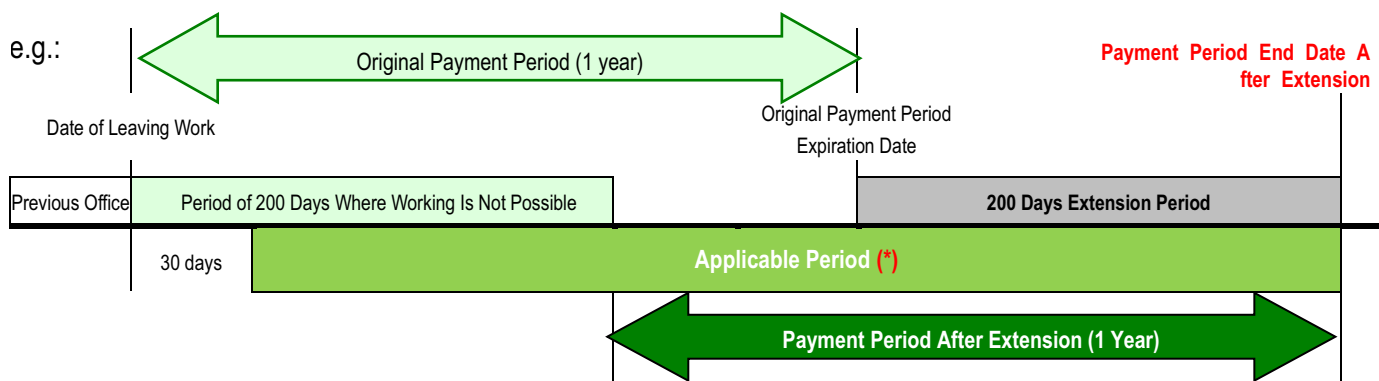 e.g.:
Original Payment Period (1 year)
Payment Period End Date A
fter Extension
Date of Leaving Work
Original Payment Period
Expiration Date
Previous Office
Period of 200 Days Where Working Is Not Possible
200 Days Extension Period
30 days
Applicable Period (*)
Payment Period After Extension (1 Year)